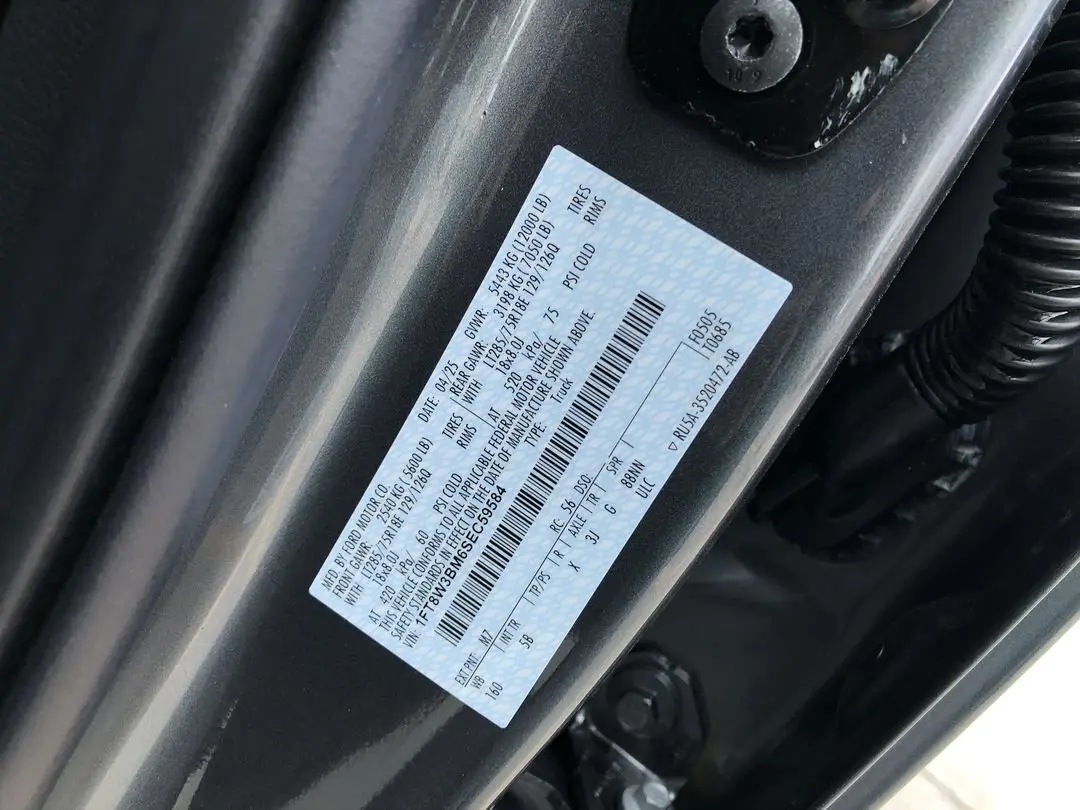 10.9
MFD BY FORD MOTOR CO.
DATE: 04/25 GVWR: 5443 KG (12000 LB)
FRONT GAWR: 2540 KG (5600 LB) REAR GAWR: 3198 KG (7050 LB)
WITH LT285/75R18E 129/126Q TIRES WITH LT285/75R18E 129/126Q TIRES
18x8.0J RIMS 18x8.0J RIMS
AT 420 kPa/ 60 PSI COLD AT 520 kPa/ 75 PSI COLD
THIS VEHICLE CONFORMS TO ALL APPLICABLE FEDERAL MOTOR VEHICLE
SAFETY STANDARDS IN EFFECT ON THE DATE OF MANUFACTURE SHOWN ABOVE.
VIN: 1FT8W3BM6SEC59584 TYPE: Truck
EXT PNT: M7 RC: 56 DSO: F0505
WB INT TR TP/PS R AXLE TR SPR T0685
160 5B X 3J G 88NN
ULC RU5A-3520472-AB